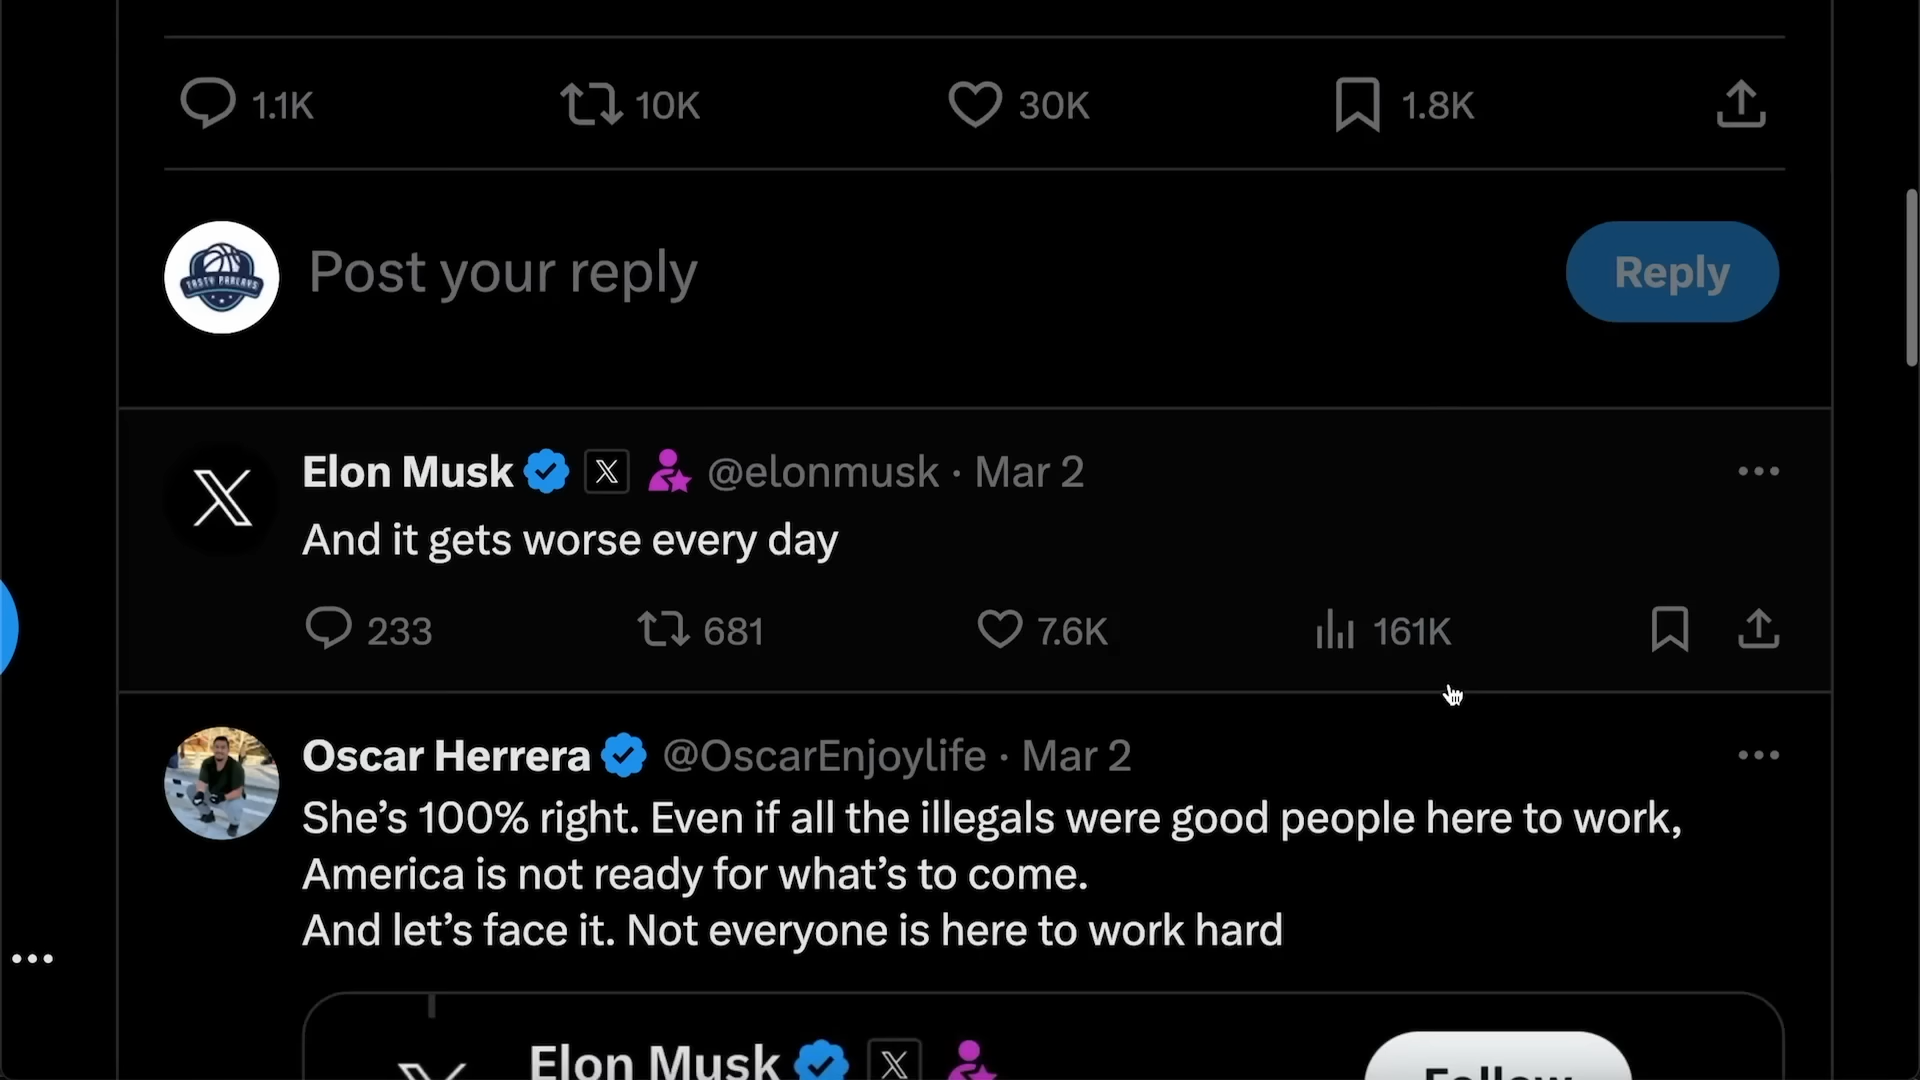 1.1K 10K 30K 1.8K
TASTY PARLAYS
Post your reply
Reply
Elon Musk @elonmusk · Mar 2
And it gets worse every day
233 681 7.6K 161K
Oscar Herrera @OscarEnjoylife · Mar 2
She’s 100% right. Even if all the illegals were good people here to work,
America is not ready for what’s to come.
And let’s face it. Not everyone is here to work hard
Elon Musk
Follow